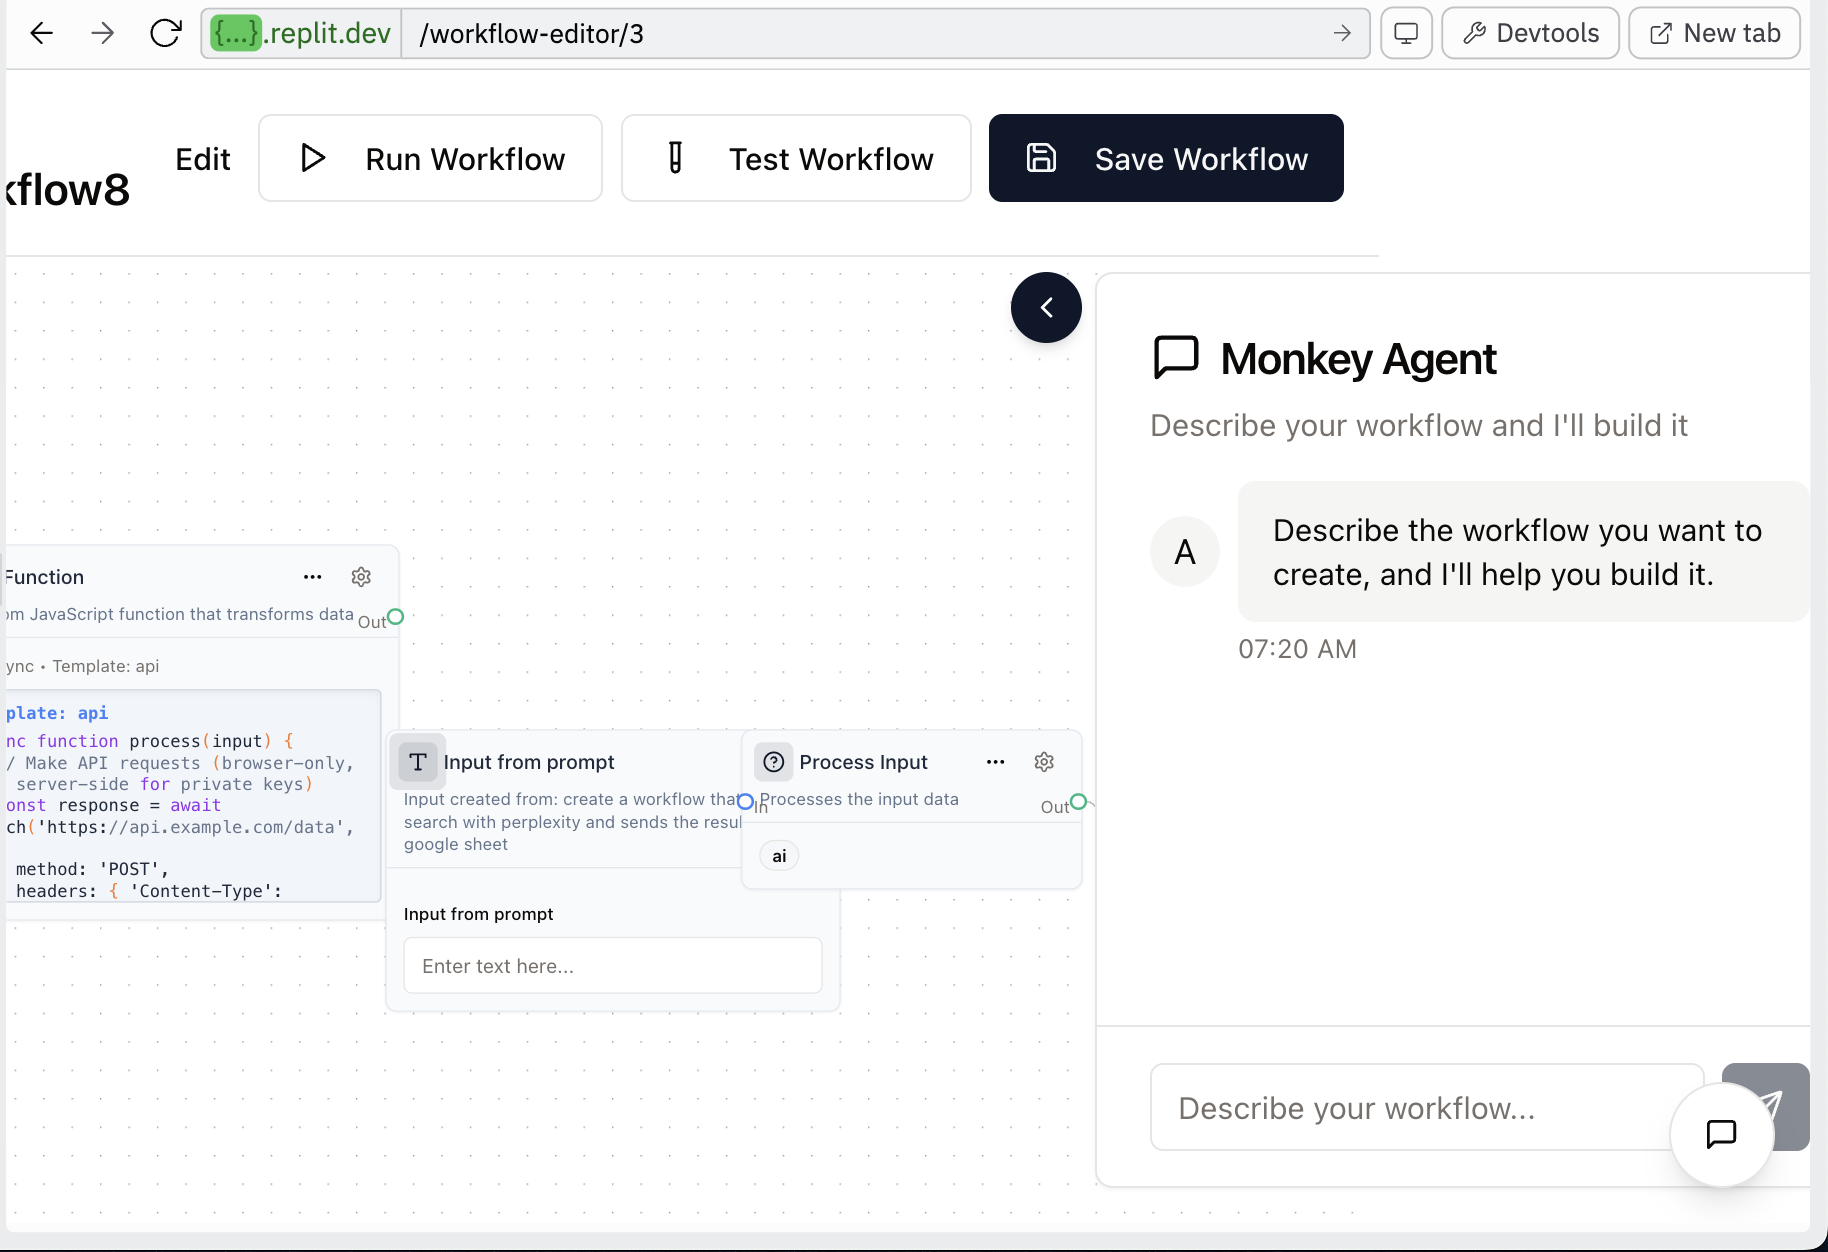 {...}.replit.dev /workflow-editor/3
Devtools
New tab
kflow8
Edit
Run Workflow
Test Workflow
Save Workflow
Monkey Agent
Describe your workflow and I'll build it
A
Describe the workflow you want to
create, and I'll help you build it.
07:20 AM
Function
om JavaScript function that transforms data
Out
ync • Template: api
plate: api
nc function process(input) {
/ Make API requests (browser-only,
server-side for private keys)
onst response = await
ch('https://api.example.com/data',
method: 'POST',
headers: { 'Content-Type':
T
Input from prompt
Input created from: create a workflow that
search with perplexity and sends the resul
google sheet
Input from prompt
Enter text here...
Process Input
In
Processes the input data
Out
ai
Describe your workflow...